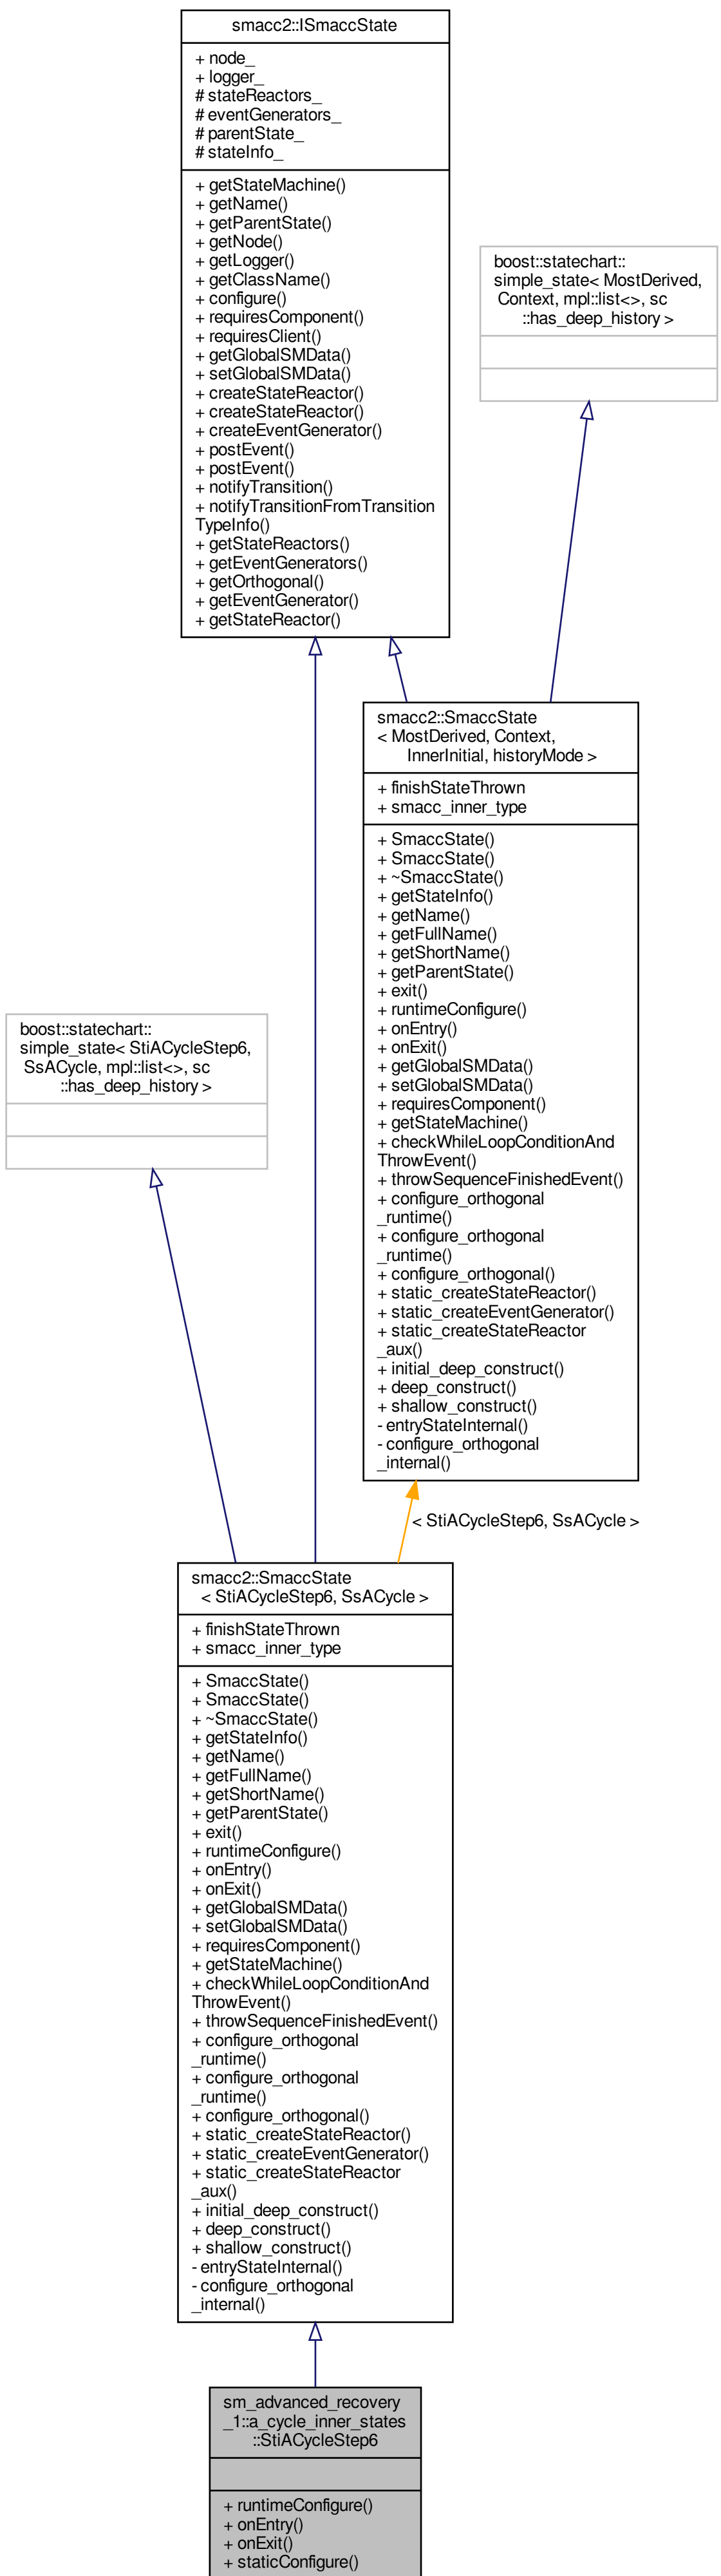 smacc2::ISmaccState
+ node_
+ logger_
# stateReactors_
# eventGenerators_
# parentState_
# stateInfo_
+ getStateMachine()
+ getName()
+ getParentState()
+ getNode()
+ getLogger()
+ getClassName()
+ configure()
+ requiresComponent()
+ requiresClient()
+ getGlobalSMData()
+ setGlobalSMData()
+ createStateReactor()
+ createStateReactor()
+ createEventGenerator()
+ postEvent()
+ postEvent()
+ notifyTransition()
+ notifyTransitionFromTransition
TypeInfo()
+ getStateReactors()
+ getEventGenerators()
+ getOrthogonal()
+ getEventGenerator()
+ getStateReactor()
boost::statechart::
simple_state< MostDerived,
Context, mpl::list<>, sc
::has_deep_history >
smacc2::SmaccState
< MostDerived, Context,
InnerInitial, historyMode >
+ finishStateThrown
+ smacc_inner_type
+ SmaccState()
+ SmaccState()
+ ~SmaccState()
+ getStateInfo()
+ getName()
+ getFullName()
+ getShortName()
+ getParentState()
+ exit()
+ runtimeConfigure()
+ onEntry()
+ onExit()
+ getGlobalSMData()
+ setGlobalSMData()
+ requiresComponent()
+ getStateMachine()
+ checkWhileLoopConditionAnd
ThrowEvent()
+ throwSequenceFinishedEvent()
+ configure_orthogonal
_runtime()
+ configure_orthogonal
_runtime()
+ configure_orthogonal()
+ static_createStateReactor()
+ static_createEventGenerator()
+ static_createStateReactor
_aux()
+ initial_deep_construct()
+ deep_construct()
+ shallow_construct()
- entryStateInternal()
- configure_orthogonal
_internal()
boost::statechart::
simple_state< StiACycleStep6,
SsACycle, mpl::list<>, sc
::has_deep_history >
< StiACycleStep6, SsACycle >
smacc2::SmaccState
< StiACycleStep6, SsACycle >
+ finishStateThrown
+ smacc_inner_type
+ SmaccState()
+ SmaccState()
+ ~SmaccState()
+ getStateInfo()
+ getName()
+ getFullName()
+ getShortName()
+ getParentState()
+ exit()
+ runtimeConfigure()
+ onEntry()
+ onExit()
+ getGlobalSMData()
+ setGlobalSMData()
+ requiresComponent()
+ getStateMachine()
+ checkWhileLoopConditionAnd
ThrowEvent()
+ throwSequenceFinishedEvent()
+ configure_orthogonal
_runtime()
+ configure_orthogonal
_runtime()
+ configure_orthogonal()
+ static_createStateReactor()
+ static_createEventGenerator()
+ static_createStateReactor
_aux()
+ initial_deep_construct()
+ deep_construct()
+ shallow_construct()
- entryStateInternal()
- configure_orthogonal
_internal()
sm_advanced_recovery
_1::a_cycle_inner_states
::StiACycleStep6
+ runtimeConfigure()
+ onEntry()
+ onExit()
+ staticConfigure()